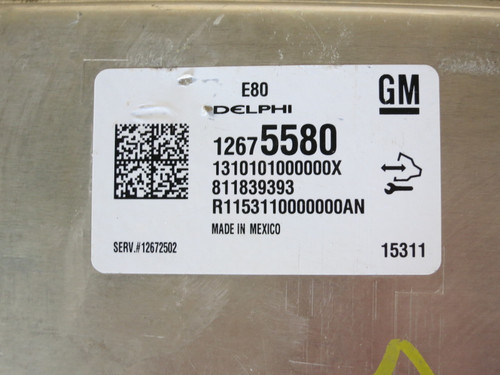 E80
DELPHI
GM
12675580
1310101000000X
811839393
R1153110000000AN
MADE IN MEXICO
SERV.#12672502
15311